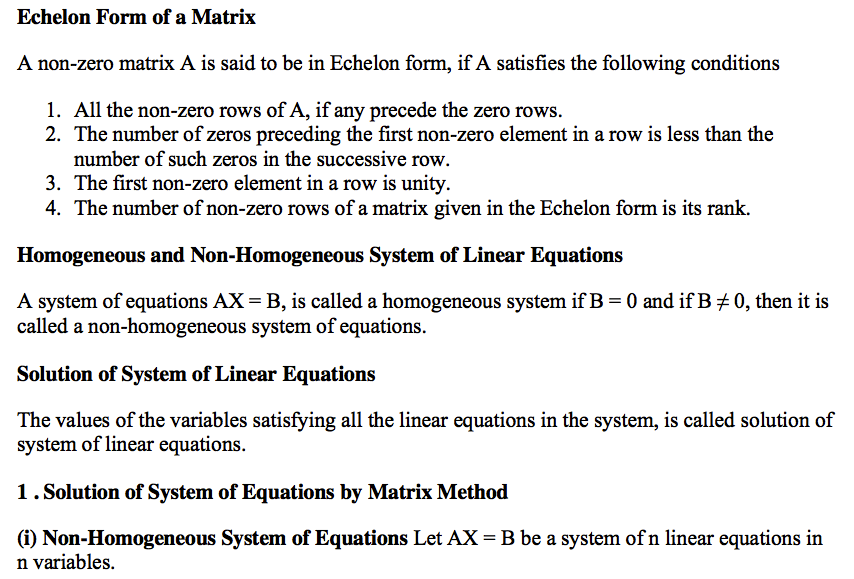 Echelon Form of a Matrix
A non-zero matrix A is said to be in Echelon form, if A satisfies the following conditions
1. All the non-zero rows of A, if any precede the zero rows.
2. The number of zeros preceding the first non-zero element in a row is less than the
number of such zeros in the successive row.
3. The first non-zero element in a row is unity.
4. The number of non-zero rows of a matrix given in the Echelon form is its rank.
Homogeneous and Non-Homogeneous System of Linear Equations
A system of equations AX = B, is called a homogeneous system if B = 0 and if B ≠ 0, then it is
called a non-homogeneous system of equations.
Solution of System of Linear Equations
The values of the variables satisfying all the linear equations in the system, is called solution of
system of linear equations.
1 . Solution of System of Equations by Matrix Method
(i) Non-Homogeneous System of Equations Let AX = B be a system of n linear equations in
n variables.